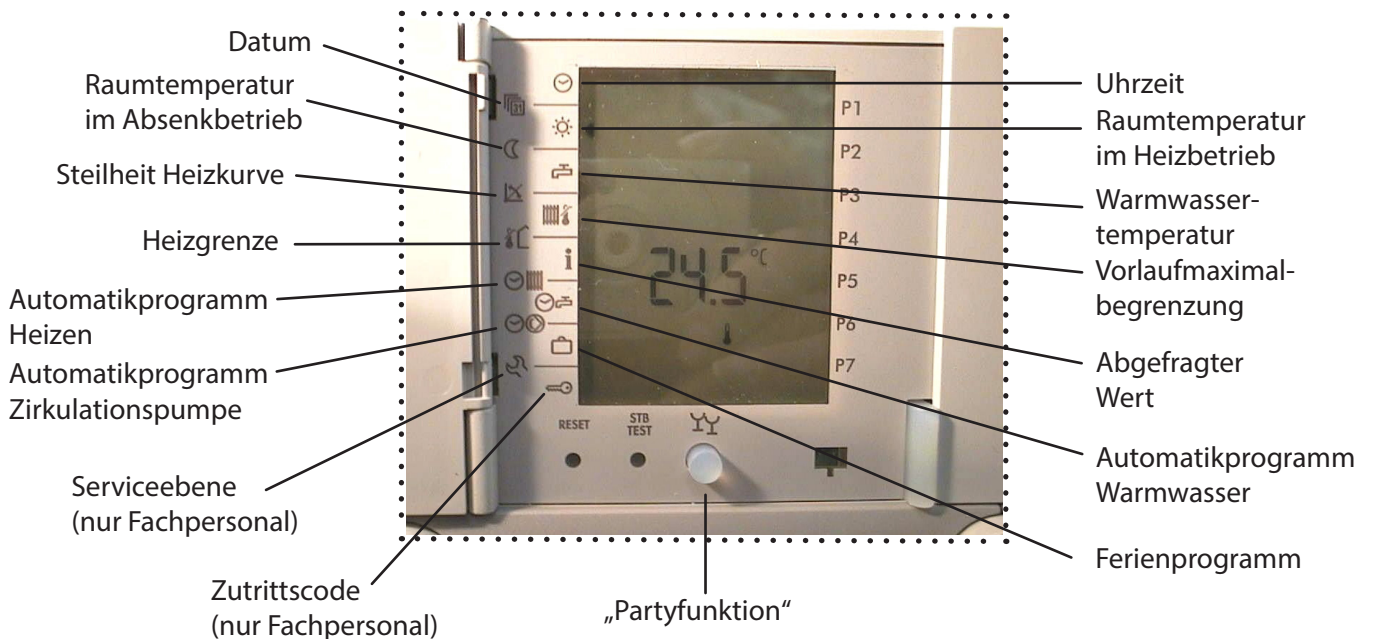 Datum
Raumtemperatur
im Absenkbetrieb
Steilheit Heizkurve
Heizgrenze
Automatikprogramm
Heizen
Automatikprogramm
Zirkulationspumpe
Serviceebene
(nur Fachpersonal)
Zutrittscode
(nur Fachpersonal)
31
P1
P2
P3
P4
P5
P6
P7
24.5 °C
i
RESET
STB
TEST
„Partyfunktion“
Uhrzeit
Raumtemperatur
im Heizbetrieb
Warmwasser-
temperatur
Vorlaufmaximal-
begrenzung
Abgefragter
Wert
Automatikprogramm
Warmwasser
Ferienprogramm